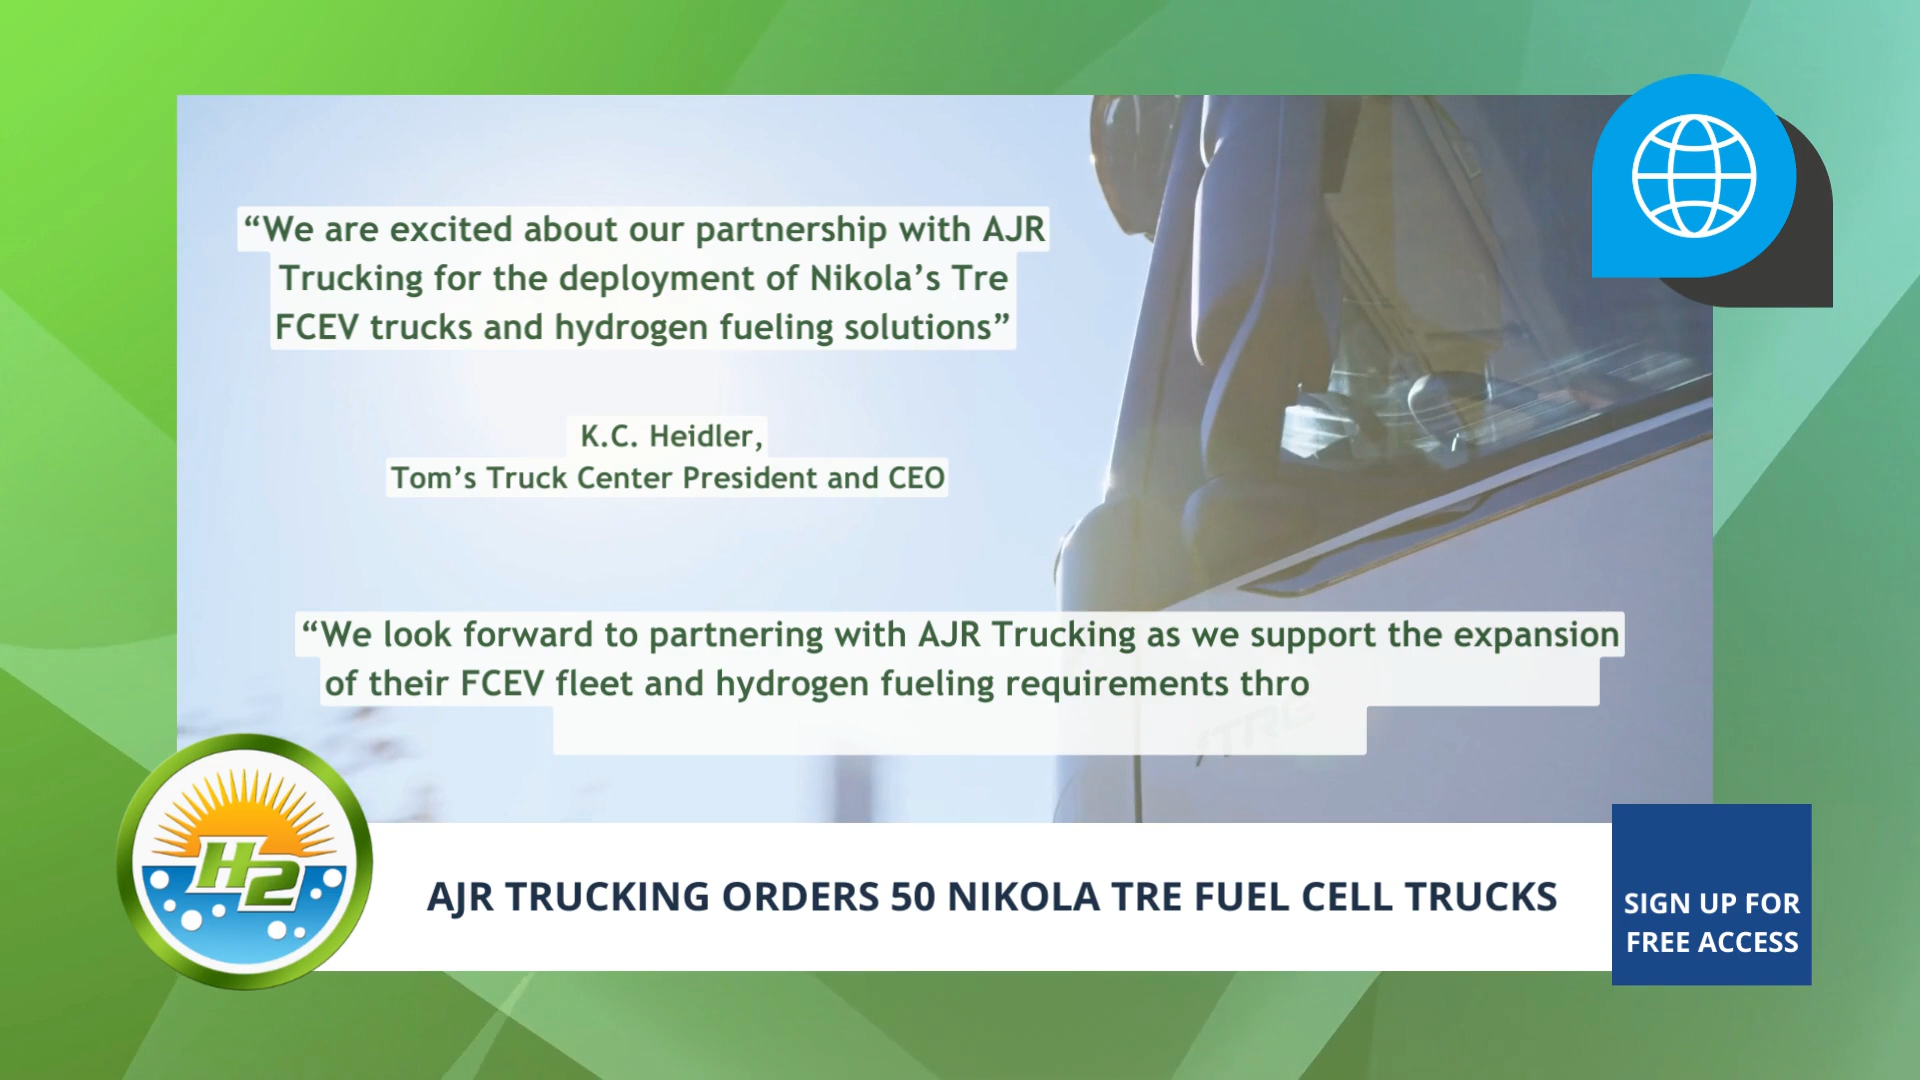 “We are excited about our partnership with AJR
Trucking for the deployment of Nikola’s Tre
FCEV trucks and hydrogen fueling solutions”
K.C. Heidler,
Tom’s Truck Center President and CEO
“We look forward to partnering with AJR Trucking as we support the expansion
of their FCEV fleet and hydrogen fueling requirements thro
TRE
H2
AJR TRUCKING ORDERS 50 NIKOLA TRE FUEL CELL TRUCKS
SIGN UP FOR
FREE ACCESS